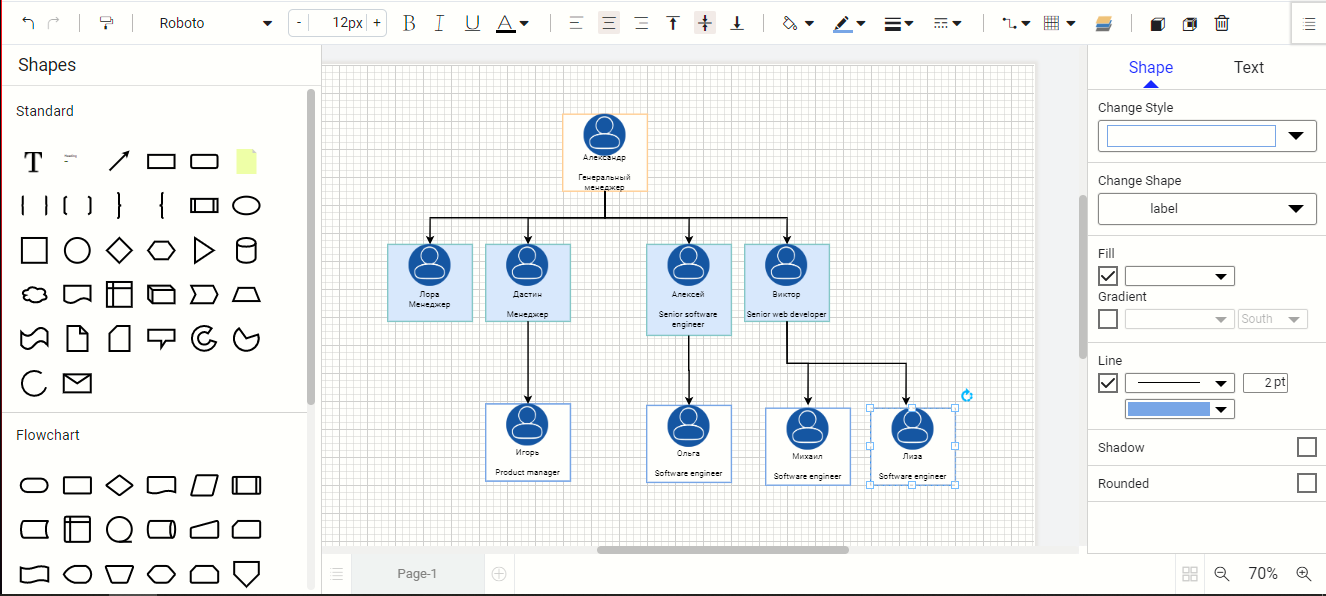 Roboto
- 12px +
B I U A
Shapes
Standard
T
Flowchart
Александр
Генеральный
менеджер
Лора
Менеджер
Дастин
Менеджер
Алексей
Senior software
engineer
Виктор
Senior web developer
Игорь
Product manager
Ольга
Software engineer
Михаил
Software engineer
Лиза
Software engineer
Page-1
70%
Shape Text
Change Style
Change Shape
label
Fill
Gradient
South
Line
2 pt
Shadow
Rounded